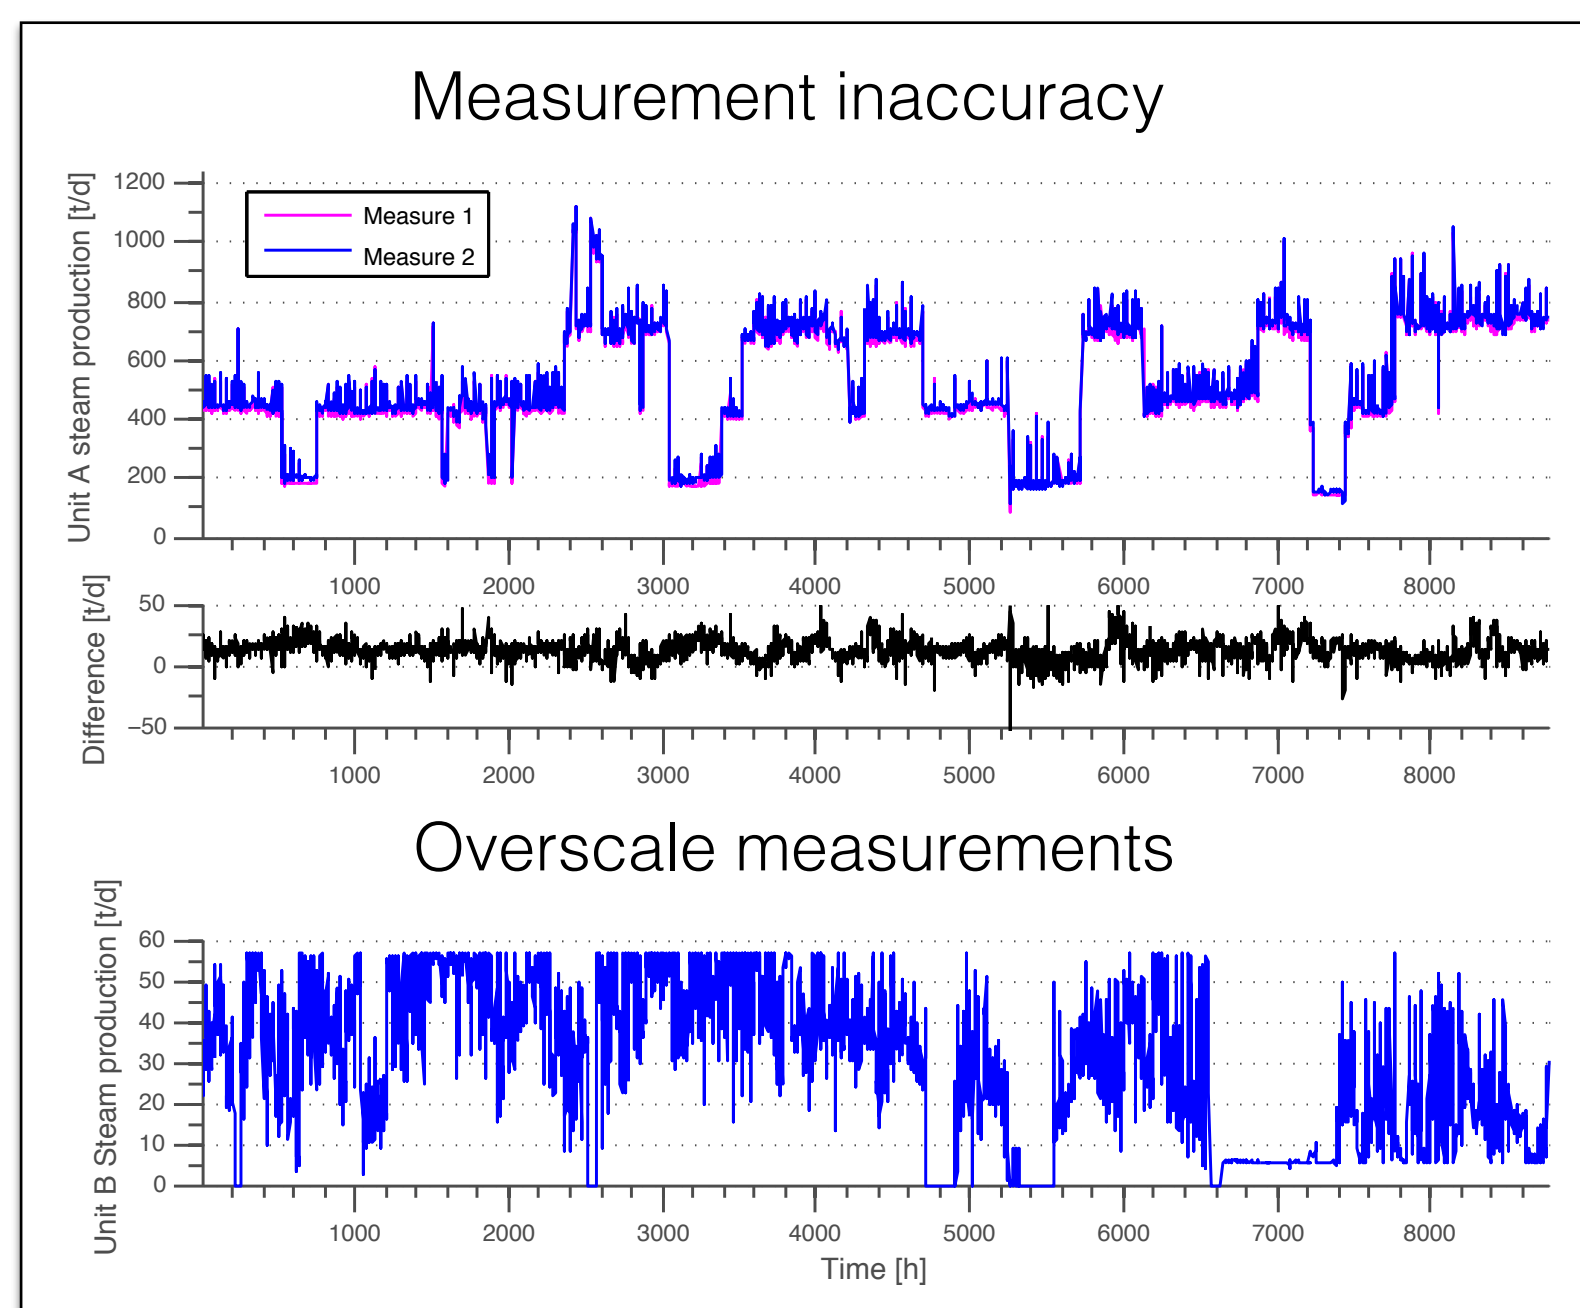 Measurement inaccuracy
Unit A steam production [t/d]
1200
1000
800
600
400
200
0
Measure 1
Measure 2
1000 2000 3000 4000 5000 6000 7000 8000
Difference [t/d]
50
0
−50
1000 2000 3000 4000 5000 6000 7000 8000
Overscale measurements
Unit B Steam production [t/d]
60
50
40
30
20
10
0
1000 2000 3000 4000 5000 6000 7000 8000
Time [h]